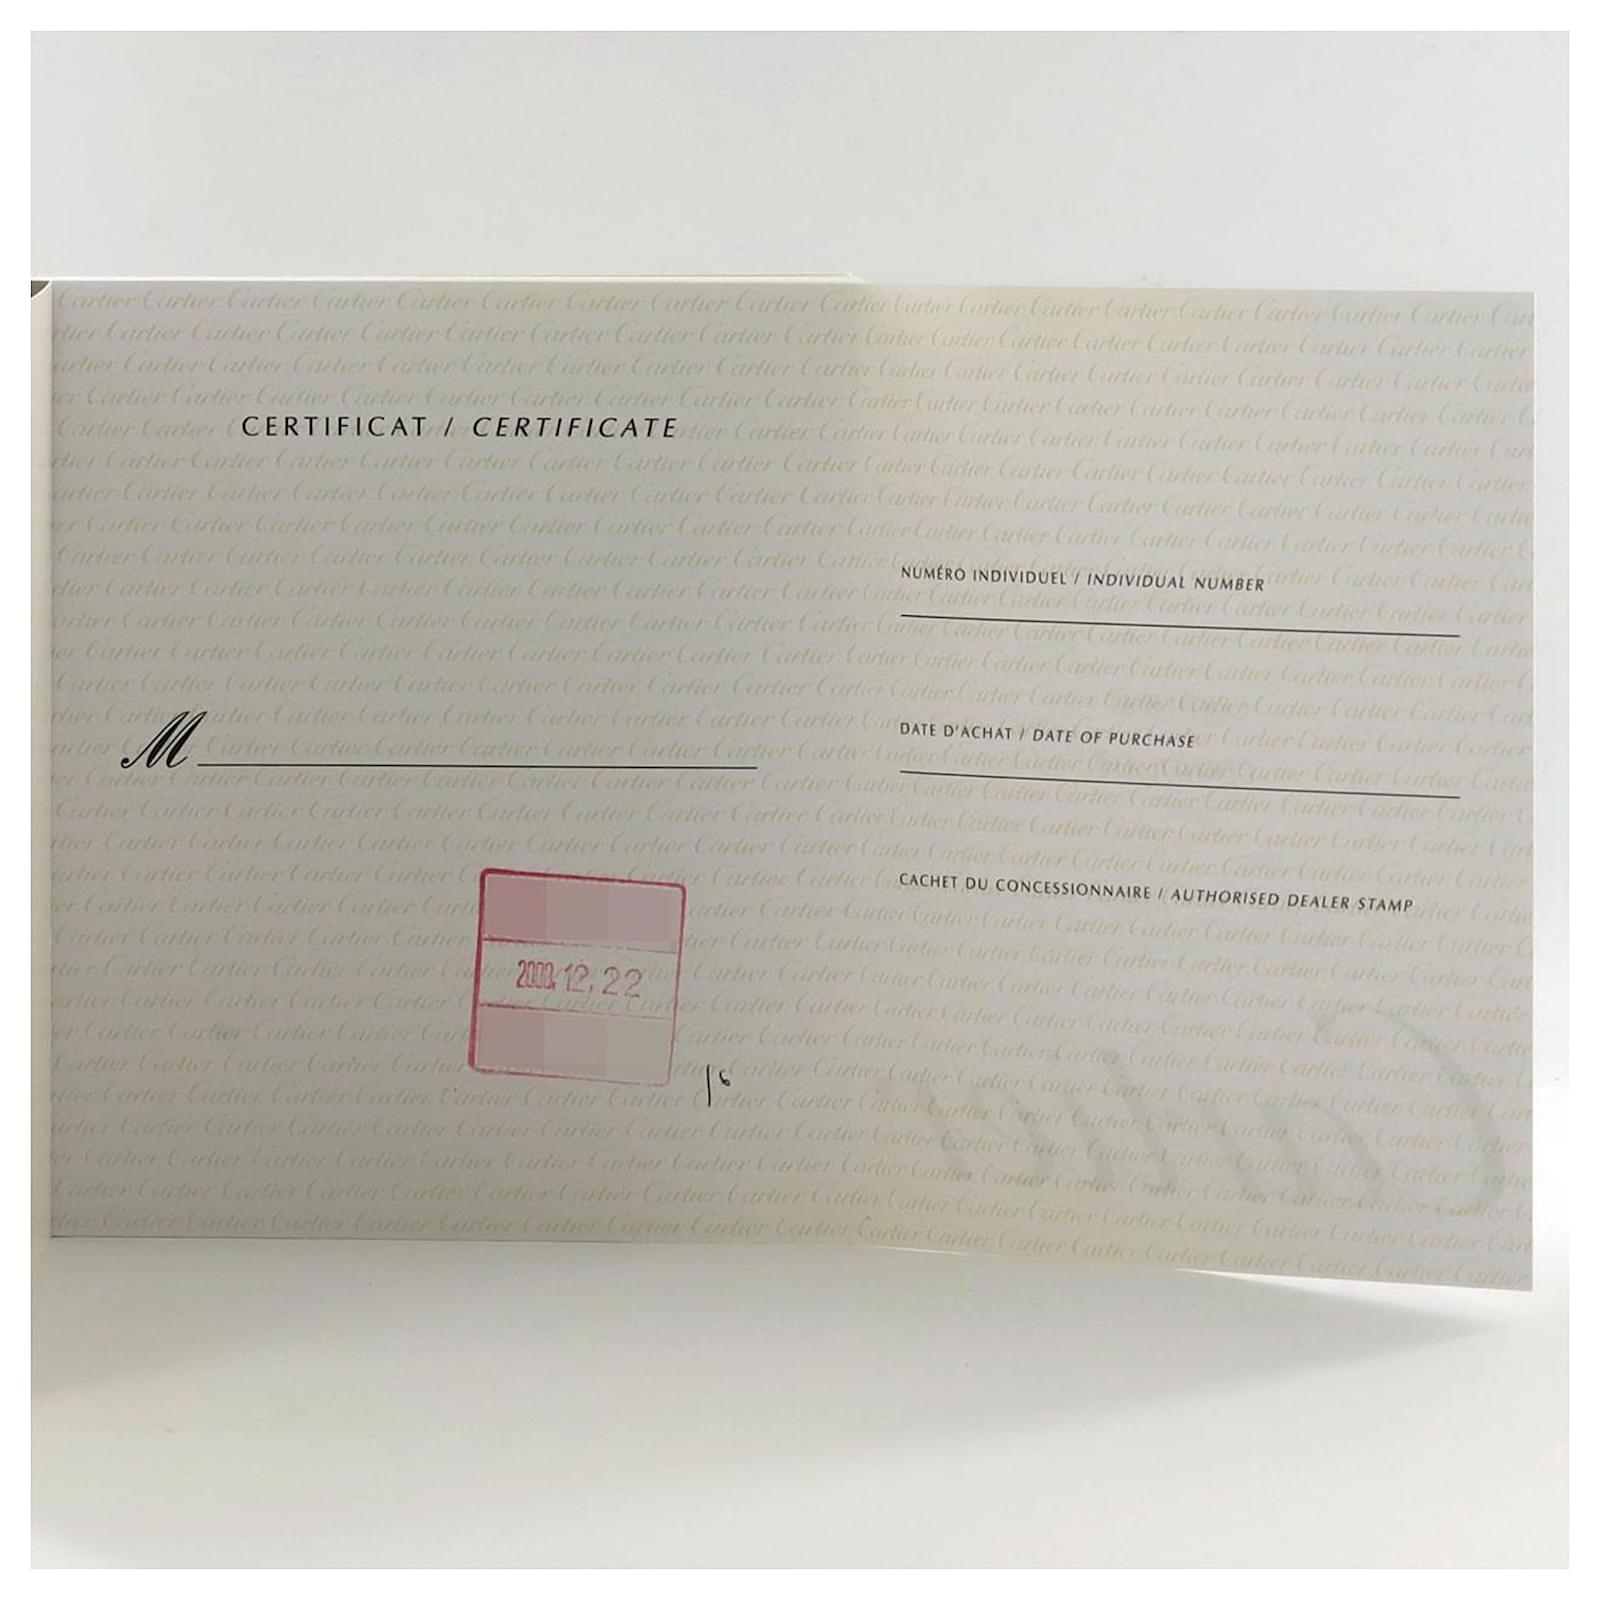 CERTIFICAT / CERTIFICATE
M
2000.12.22
NUMÉRO INDIVIDUEL / INDIVIDUAL NUMBER
DATE D'ACHAT / DATE OF PURCHASE
CACHET DU CONCESSIONNAIRE / AUTHORISED DEALER STAMP
Cartier